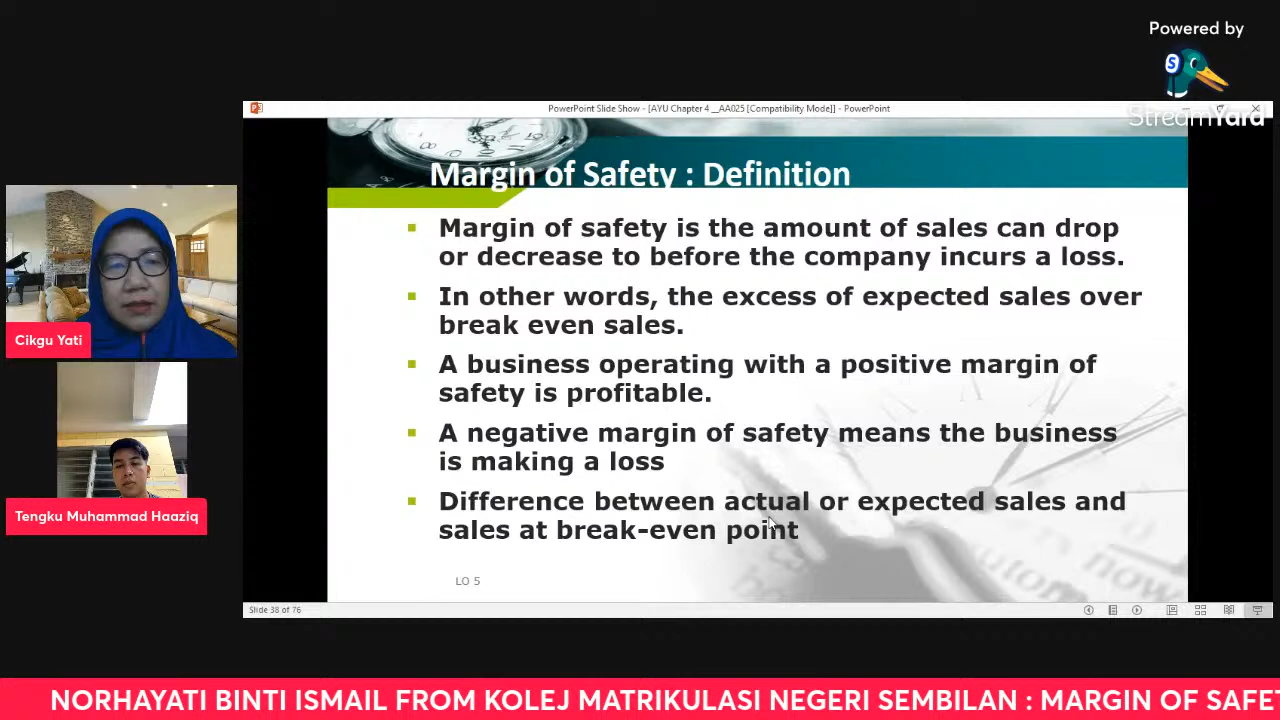 Powered by
S
StreamYard
PowerPoint Slide Show - [AYU Chapter 4 __AA025 [Compatibility Mode]] - PowerPoint
Margin of Safety : Definition
Margin of safety is the amount of sales can drop
or decrease to before the company incurs a loss.
In other words, the excess of expected sales over
break even sales.
A business operating with a positive margin of
safety is profitable.
A negative margin of safety means the business
is making a loss
Difference between actual or expected sales and
sales at break-even point
LO 5
Slide 38 of 76
Cikgu Yati
Tengku Muhammad Haaziq
NORHAYATI BINTI ISMAIL FROM KOLEJ MATRIKULASI NEGERI SEMBILAN : MARGIN OF SAFET